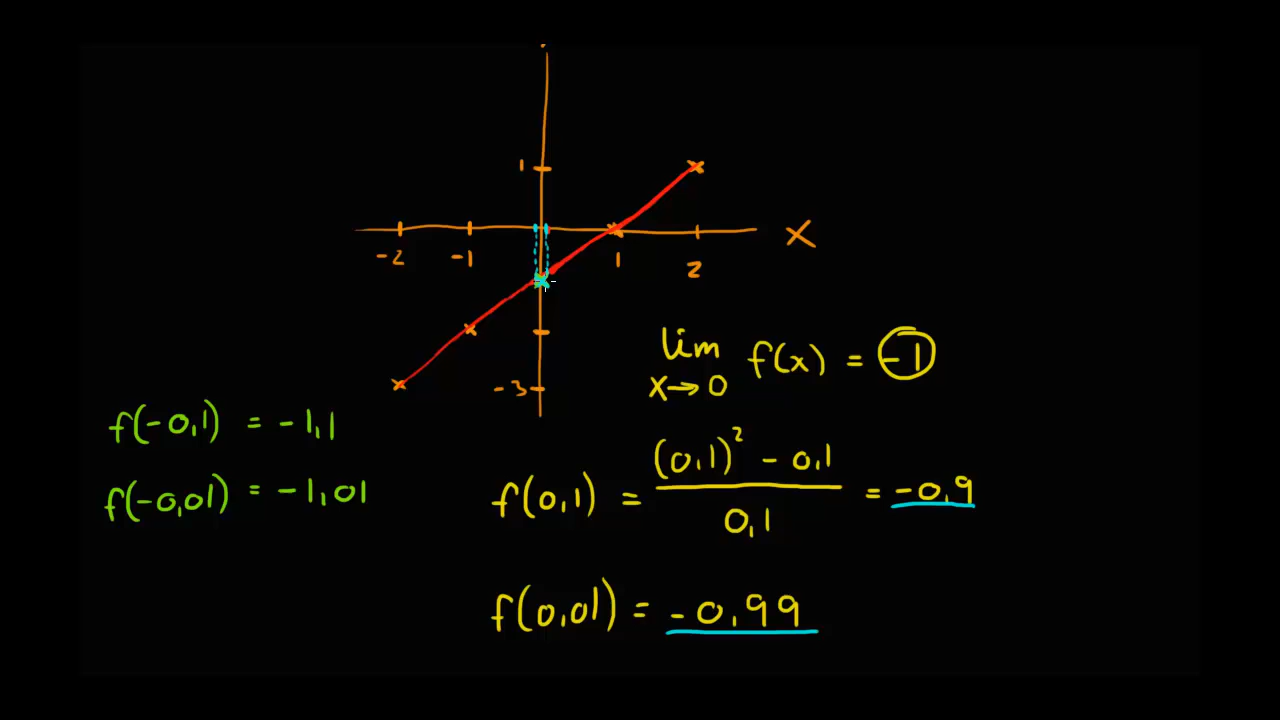 1
-2 -1 1 2 X
-3
lim f(x) = -1
x→0
f(-0,1) = -1,1
f(-0,01) = -1,01
f(0,1) = (0,1)² - 0,1 / 0,1 = -0,9
f(0,01) = -0,99